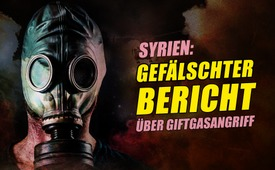 SYRIEN:
GEFÄLSCHTER
BERICHT
ÜBER GIFTGASANGRIFF